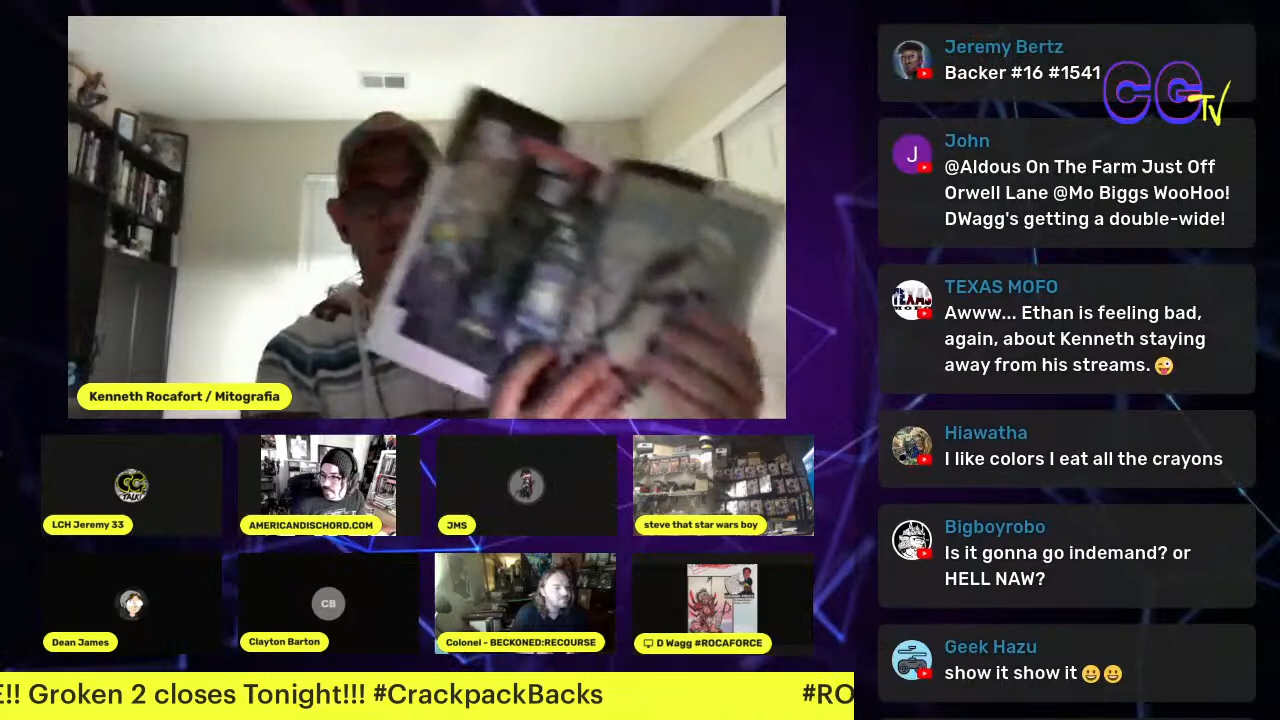 Jeremy Bertz
Backer #16 #1541
CG TV
J
John
@Aldous On The Farm Just Off
Orwell Lane @Mo Biggs WooHoo!
DWagg's getting a double-wide!
TEXAS
MOFO
TEXAS MOFO
Awww... Ethan is feeling bad,
again, about Kenneth staying
away from his streams. 😜
Hiawatha
I like colors I eat all the crayons
Bigboyrobo
Is it gonna go indemand? or
HELL NAW?
Geek Hazu
show it show it 😀😀
Kenneth Rocafort / Mitografia
CG
TALK!
LCH Jeremy 33
AMERICANDISCHORD.COM
JMS
steve that star wars boy
Dean James
CB
Clayton Barton
Colonel - BECKONED:RECOURSE
D Wagg #ROCAFORCE
E!! Groken 2 closes Tonight!!! #CrackpackBacks #RO